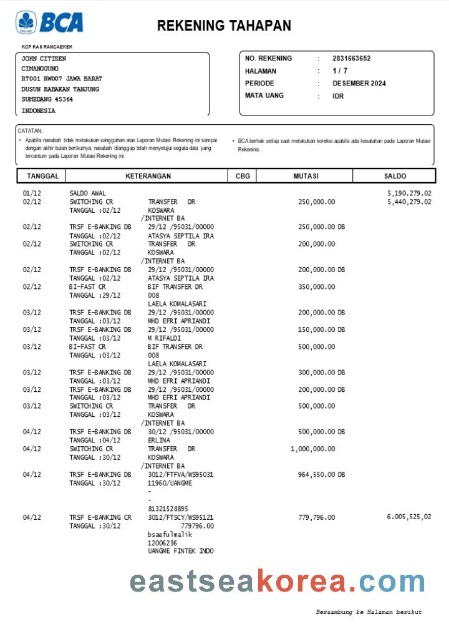 BCA
REKENING TAHAPAN
KCP KAR RANCAEKEK
JOHN CITIZEN
CIMANGGUNG
RT001 RW007 JAWA BARAT
DUSUN BABAKAN TANJUNG
SUMEDANG 45364
INDONESIA
NO. REKENING : 2831663652
HALAMAN : 1 / 7
PERIODE : DESEMBER 2024
MATA UANG : IDR
CATATAN:
• Apabila nasabah tidak melakukan sanggahan atas Laporan Mutasi Rekening ini sampai
dengan akhir bulan berikutnya, nasabah dianggap telah menyetujui segala data yang
tercantum pada Laporan Mutasi Rekening ini.
• BCA berhak setiap saat melakukan koreksi apabila ada kesalahan pada Laporan Mutasi
Rekening.
TANGGAL KETERANGAN CBG MUTASI SALDO
01/12 SALDO AWAL 5,190,279.02
02/12 SWITCHING CR TRANSFER DR 250,000.00 5,440,279.02
TANGGAL :02/12 KOSWARA
/INTERNET BA
02/12 TRSF E-BANKING DB 29/12 /95031/00000 250,000.00 DB
TANGGAL :02/12 ATASYA SEPTILA IRA
02/12 SWITCHING CR TRANSFER DR 200,000.00
TANGGAL :02/12 KOSWARA
/INTERNET BA
02/12 TRSF E-BANKING DB 29/12 /95031/00000 200,000.00 DB
TANGGAL :02/12 ATASYA SEPTILA IRA
02/12 BI-FAST CR BIF TRANSFER DR 350,000.00
TANGGAL :29/12 008
LAELA KOMALASARI
03/12 TRSF E-BANKING DB 29/12 /95031/00000 200,000.00 DB
TANGGAL :03/12 MHD EFRI APRIANDI
03/12 TRSF E-BANKING DB 29/12 /95031/00000 150,000.00 DB
TANGGAL :03/12 M RIFALDI
03/12 BI-FAST CR BIF TRANSFER DR 500,000.00
TANGGAL :03/12 008
LAELA KOMALASARI
03/12 TRSF E-BANKING DB 29/12 /95031/00000 300,000.00 DB
TANGGAL :03/12 MHD EFRI APRIANDI
03/12 TRSF E-BANKING DB 29/12 /95031/00000 200,000.00 DB
TANGGAL :03/12 MHD EFRI APRIANDI
03/12 SWITCHING CR TRANSFER DR 500,000.00
TANGGAL :03/12 KOSWARA
/INTERNET BA
04/12 TRSF E-BANKING DB 30/12 /95031/00000 500,000.00 DB
TANGGAL :04/12 ERLINA
04/12 SWITCHING CR TRANSFER DR 1,000,000.00
TANGGAL :30/12 KOSWARA
/INTERNET BA
04/12 TRSF E-BANKING DB 3012/FTFVA/WS95031 964,550.00 DB
TANGGAL :30/12 11960/UANGME
-
-
81321528895
04/12 TRSF E-BANKING CR 3012/FTSCY/WS95121 779,796.00 6.005,525,02
TANGGAL :30/12 779796.00
bsaefulmalik
12006236
UANGME FINTEK INDO
eastseakorea.com
Bersambung ke Halaman berikut